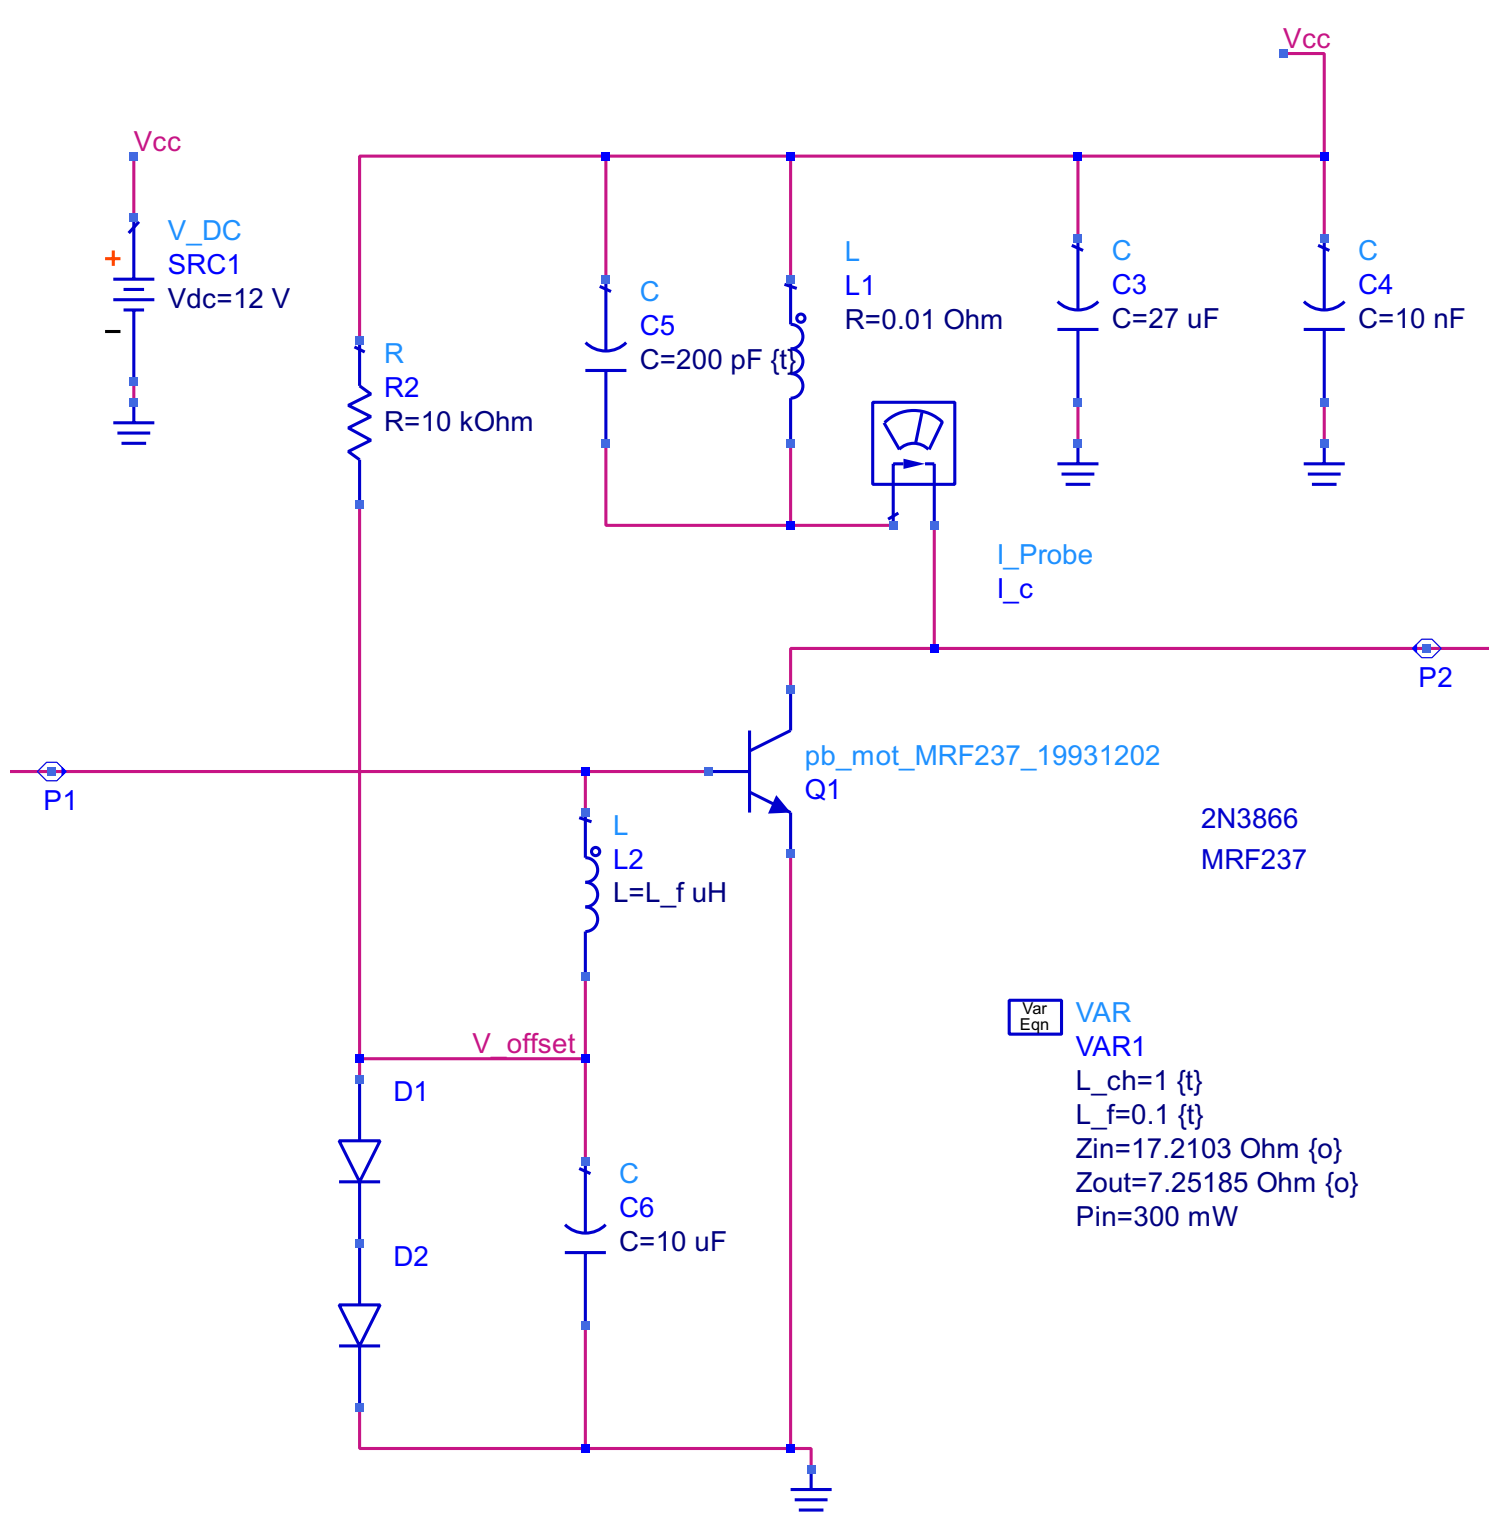 Vcc
Vcc
V_DC
SRC1
Vdc=12 V
+
−
R
R2
R=10 kOhm
C
C5
C=200 pF {t}
L
L1
R=0.01 Ohm
C
C3
C=27 uF
C
C4
C=10 nF
I_Probe
I_c
P2
P1
pb_mot_MRF237_19931202
Q1
2N3866
MRF237
L
L2
L=L_f uH
V_offset
D1
D2
C
C6
C=10 uF
Var
Eqn
VAR
VAR1
L_ch=1 {t}
L_f=0.1 {t}
Zin=17.2103 Ohm {o}
Zout=7.25185 Ohm {o}
Pin=300 mW